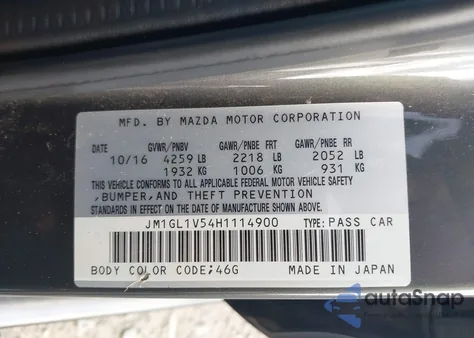 MFD. BY MAZDA MOTOR CORPORATION
DATE GVWR/PNBV GAWR/PNBE FRT GAWR/PNBE RR
10/16 4259 LB 2218 LB 2052 LB
1932 KG 1006 KG 931 KG
THIS VEHICLE CONFORMS TO ALL APPLICABLE FEDERAL MOTOR VEHICLE SAFETY
,BUMPER,AND THEFT PREVENTION
STANDARDS IN EFFECT ON THE DATE OF MANUFACTURE SHOWN ABOVE.
JM1GL1V54H1114900 TYPE: PASS CAR
BODY COLOR CODE;46G MADE IN JAPAN
autoSnap